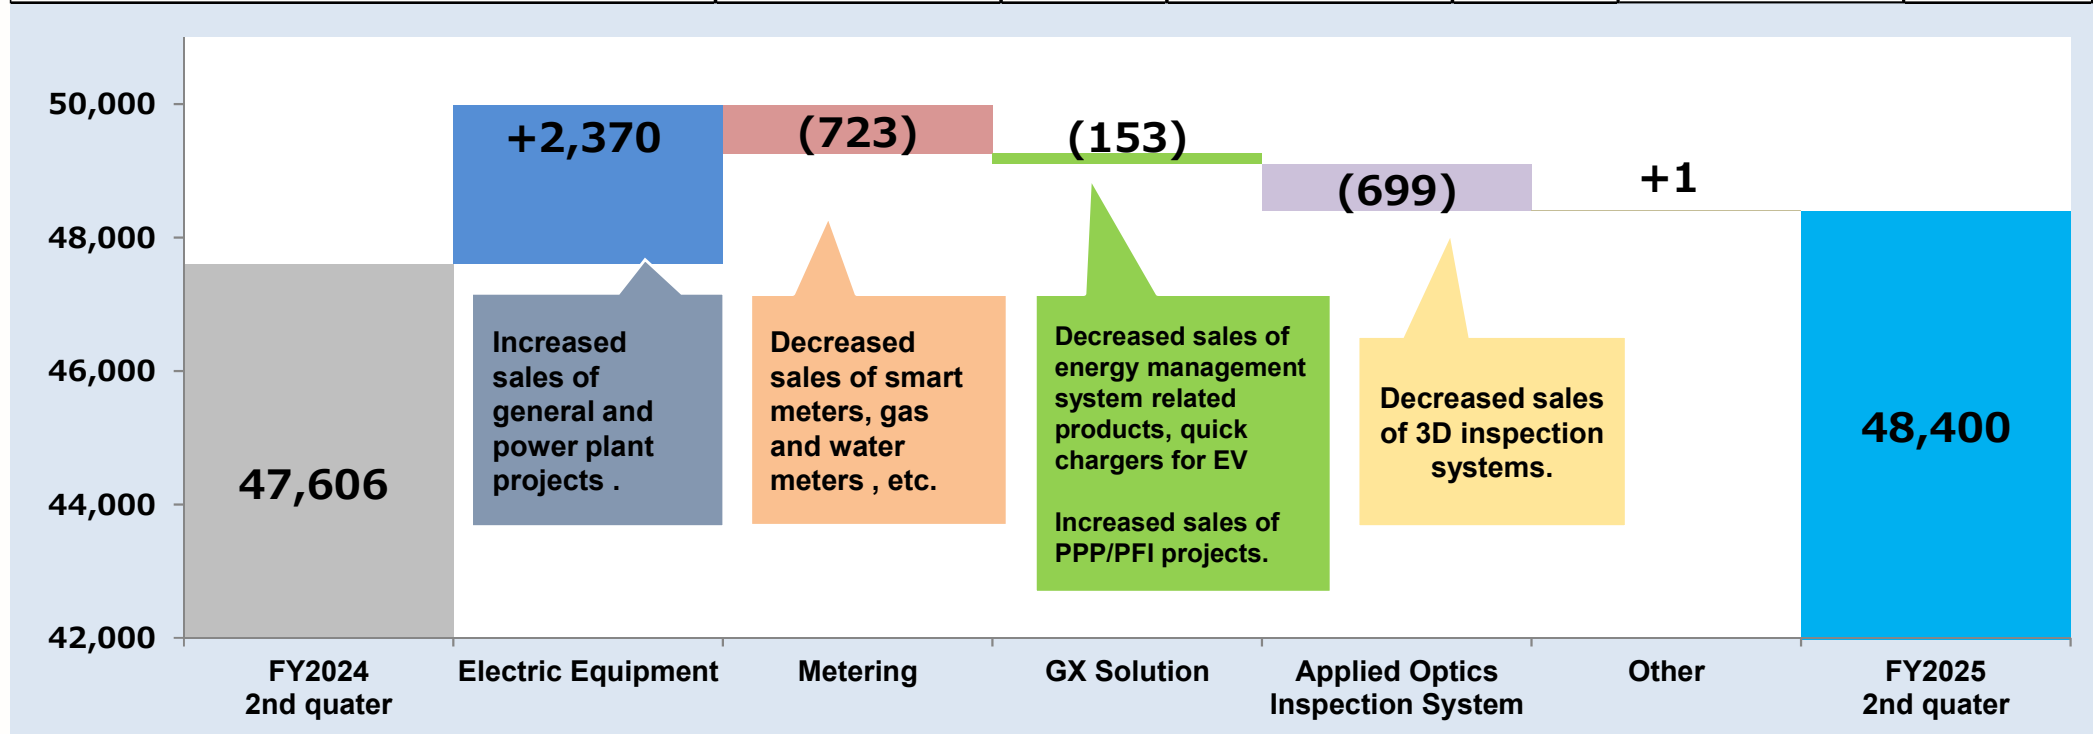 50,000
48,000
46,000
44,000
42,000
+2,370
(723)
(153)
(699)
+1
47,606
48,400
Increased
sales of
general and
power plant
projects .
Decreased
sales of smart
meters, gas
and water
meters , etc.
Decreased sales of
energy management
system related
products, quick
chargers for EV
Increased sales of
PPP/PFI projects.
Decreased sales
of 3D inspection
systems.
FY2024
2nd quater
Electric Equipment
Metering
GX Solution
Applied Optics
Inspection System
Other
FY2025
2nd quater